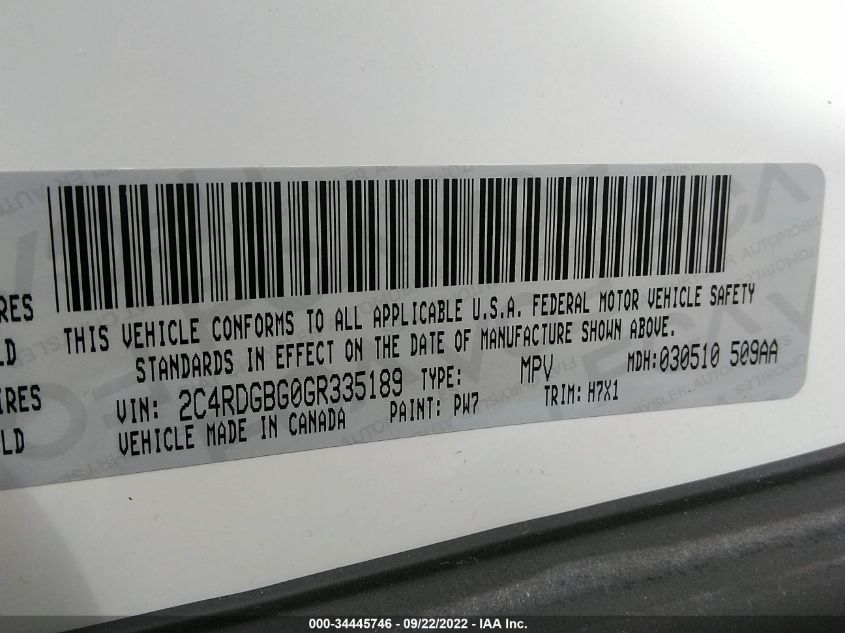 THIS VEHICLE CONFORMS TO ALL APPLICABLE U.S.A. FEDERAL MOTOR VEHICLE SAFETY
STANDARDS IN EFFECT ON THE DATE OF MANUFACTURE SHOWN ABOVE.
VIN: 2C4RDGBG0GR335189 TYPE: MPV MDH:030510 509AA
VEHICLE MADE IN CANADA PAINT: PW7 TRIM: H7X1
RES
LD
IRES
LD
000-34445746 - 09/22/2022 - IAA Inc.